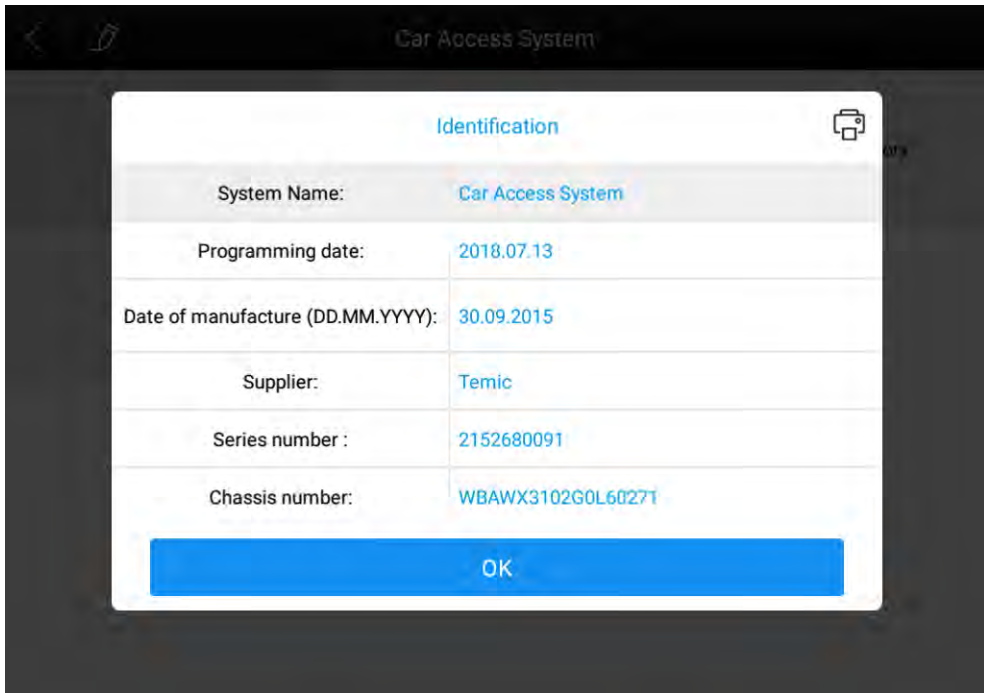 Car Access System
Identification
System Name: Car Access System
Programming date: 2018.07.13
Date of manufacture (DD.MM.YYYY): 30.09.2015
Supplier: Temic
Series number : 2152680091
Chassis number: WBAWX3102G0L60271
OK